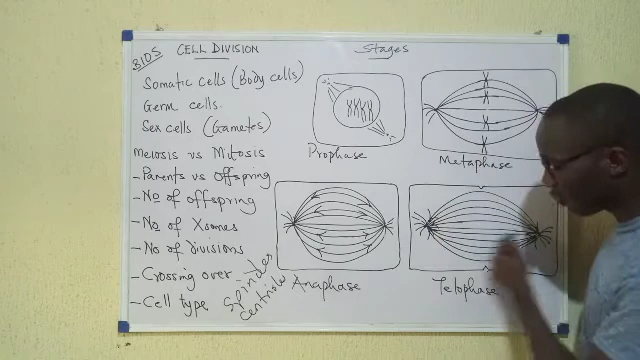 BIOS
CELL DIVISION
Stages
Somatic cells (Body cells)
Germ cells.
Sex cells (Gametes)
Meiosis vs Mitosis
- Parents vs Offspring
- No of offspring
- No of Xsomes
- No of divisions
- Crossing over
- Cell type
Spindles
Centriole
Prophase
Metaphase
Anaphase
Telophase